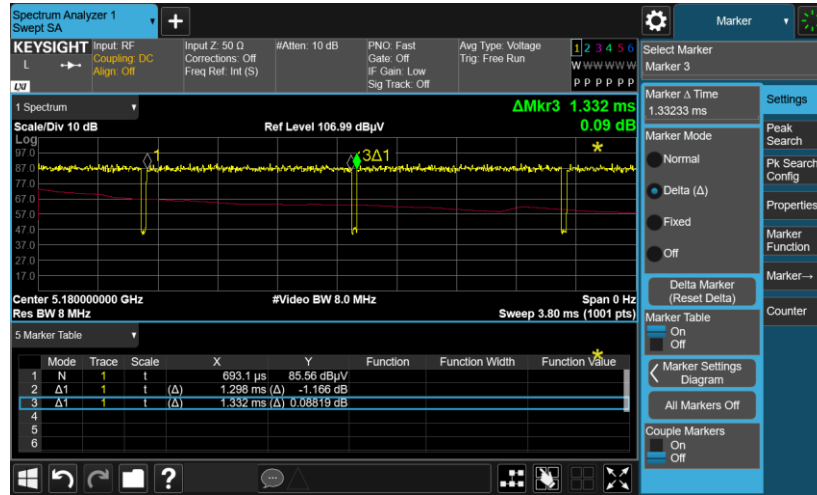 Spectrum Analyzer 1
Swept SA
Marker
KEYSIGHT Input: RF Input Z: 50 Ω #Atten: 10 dB PNO: Fast Avg Type: Voltage 1 2 3 4 5 6
L Coupling: DC Corrections: Off Gate: Off Trig: Free Run W W W W W W
Align: Off Freq Ref: Int (S) IF Gain: Low
LXI Sig Track: Off P P P P P P
Select Marker
Marker 3
1 Spectrum
ΔMkr3 1.332 ms
Scale/Div 10 dB Ref Level 106.99 dBµV 0.09 dB
Log
97.0
87.0
77.0
67.0
57.0
47.0
37.0
27.0
17.0
1
3Δ1
Center 5.180000000 GHz #Video BW 8.0 MHz Span 0 Hz
Res BW 8 MHz Sweep 3.80 ms (1001 pts)
5 Marker Table
Mode Trace Scale X Y Function Function Width Function Value
1 N 1 t 693.1 µs 85.56 dBµV
2 Δ1 1 t (Δ) 1.298 ms (Δ) -1.166 dB
3 Δ1 1 t (Δ) 1.332 ms (Δ) 0.08819 dB
4
5
6
?
Marker Δ Time
1.33233 ms
Marker Mode
Normal
Delta (Δ)
Fixed
Off
Delta Marker
(Reset Delta)
Marker Table
On
Off
Marker Settings
Diagram
All Markers Off
Couple Markers
On
Off
Settings
Peak
Search
Pk Search
Config
Properties
Marker
Function
Marker→
Counter